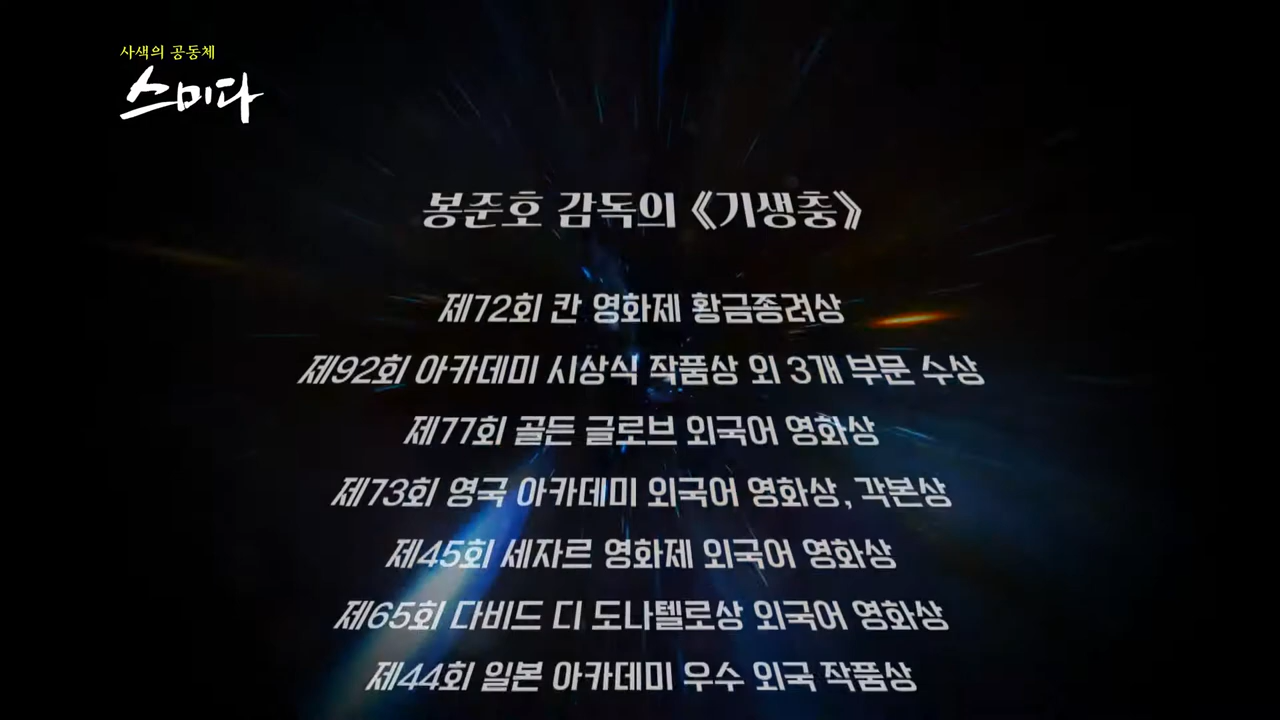 사색의 공동체
스미다
봉준호 감독의 《기생충》
제72회 칸 영화제 황금종려상
제92회 아카데미 시상식 작품상 외 3개 부문 수상
제77회 골든 글로브 외국어 영화상
제73회 영국 아카데미 외국어 영화상, 각본상
제45회 세자르 영화제 외국어 영화상
제65회 다비드 디 도나텔로상 외국어 영화상
제44회 일본 아카데미 우수 외국 작품상